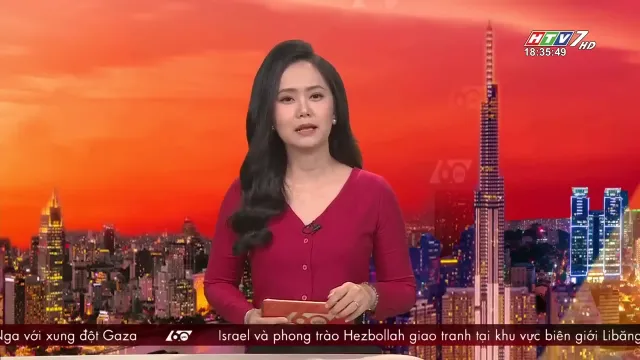 HTV7 HD
18:35:49
Nga với xung đột Gaza 60 Israel và phong trào Hezbollah giao tranh tại khu vực biên giới Libăng